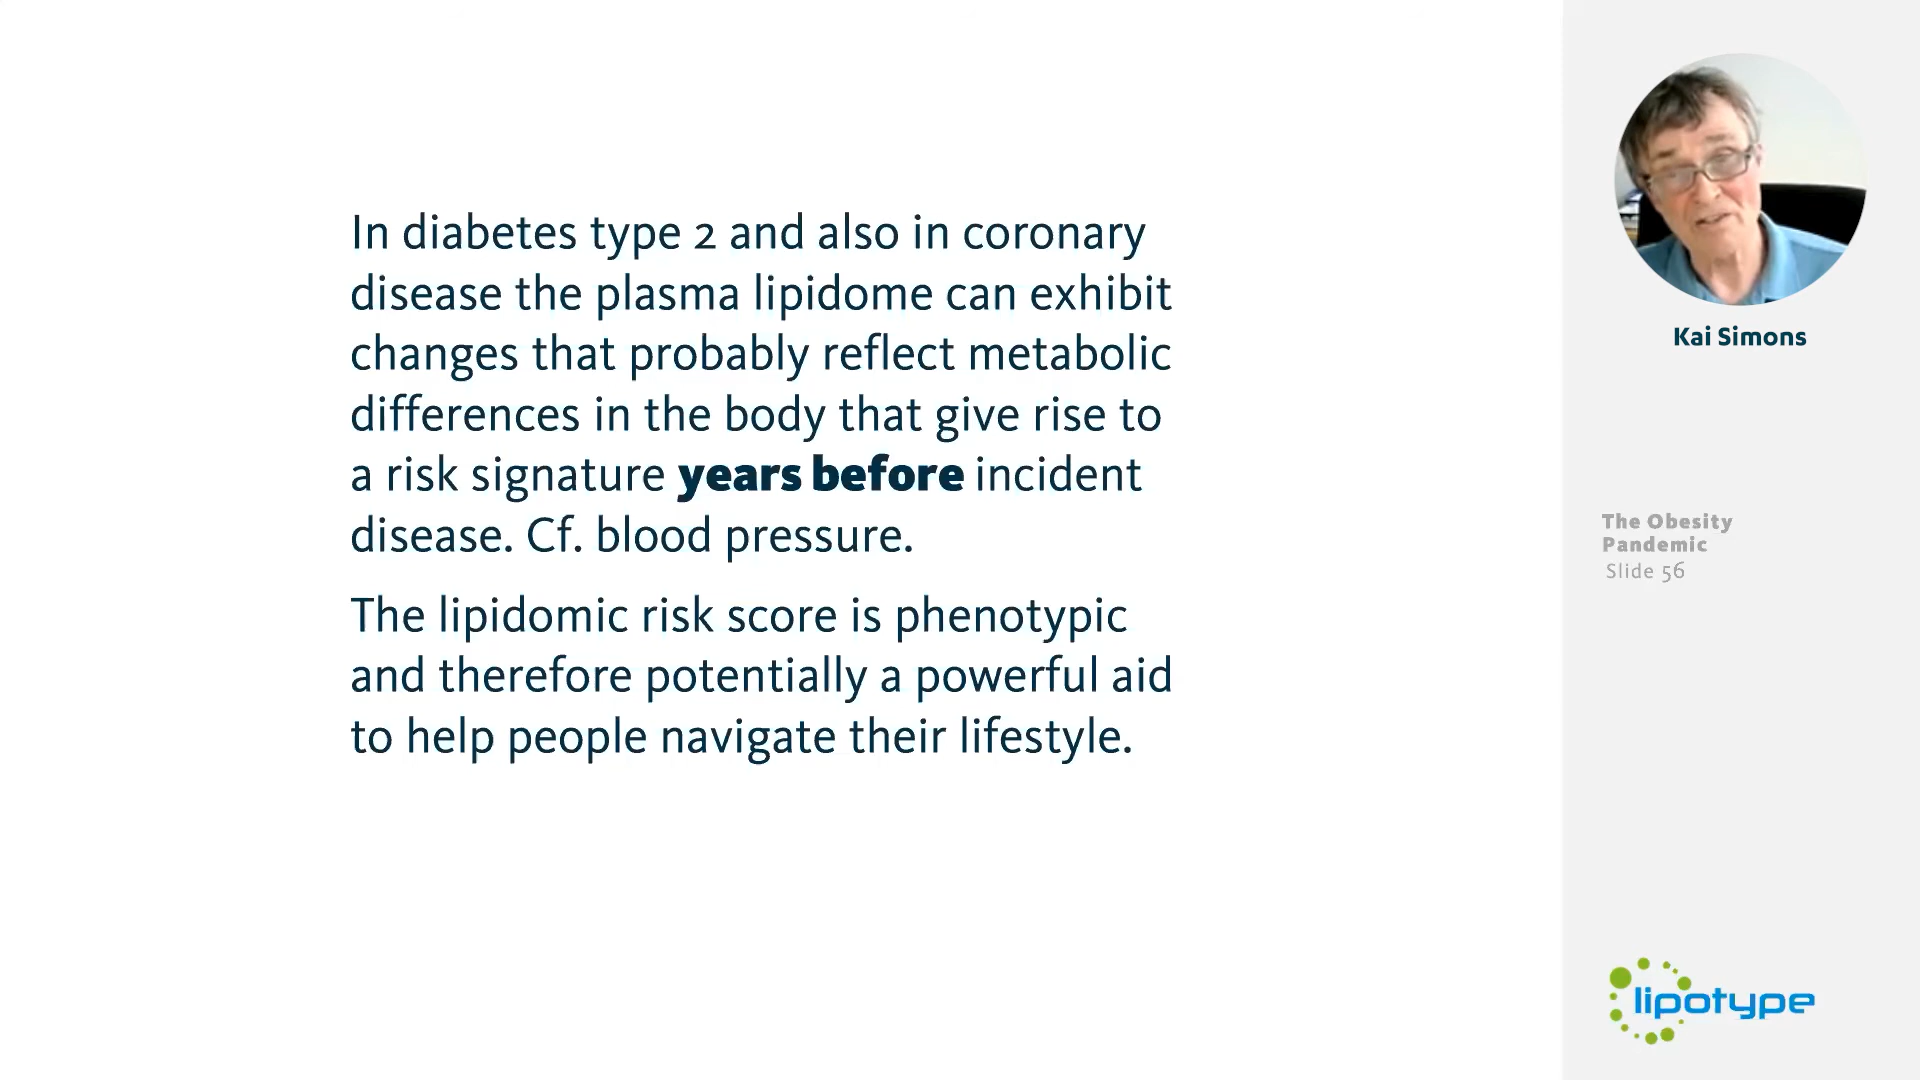 In diabetes type 2 and also in coronary
disease the plasma lipidome can exhibit
changes that probably reflect metabolic
differences in the body that give rise to
a risk signature years before incident
disease. Cf. blood pressure.
The lipidomic risk score is phenotypic
and therefore potentially a powerful aid
to help people navigate their lifestyle.
Kai Simons
The Obesity
Pandemic
Slide 56
lipotype